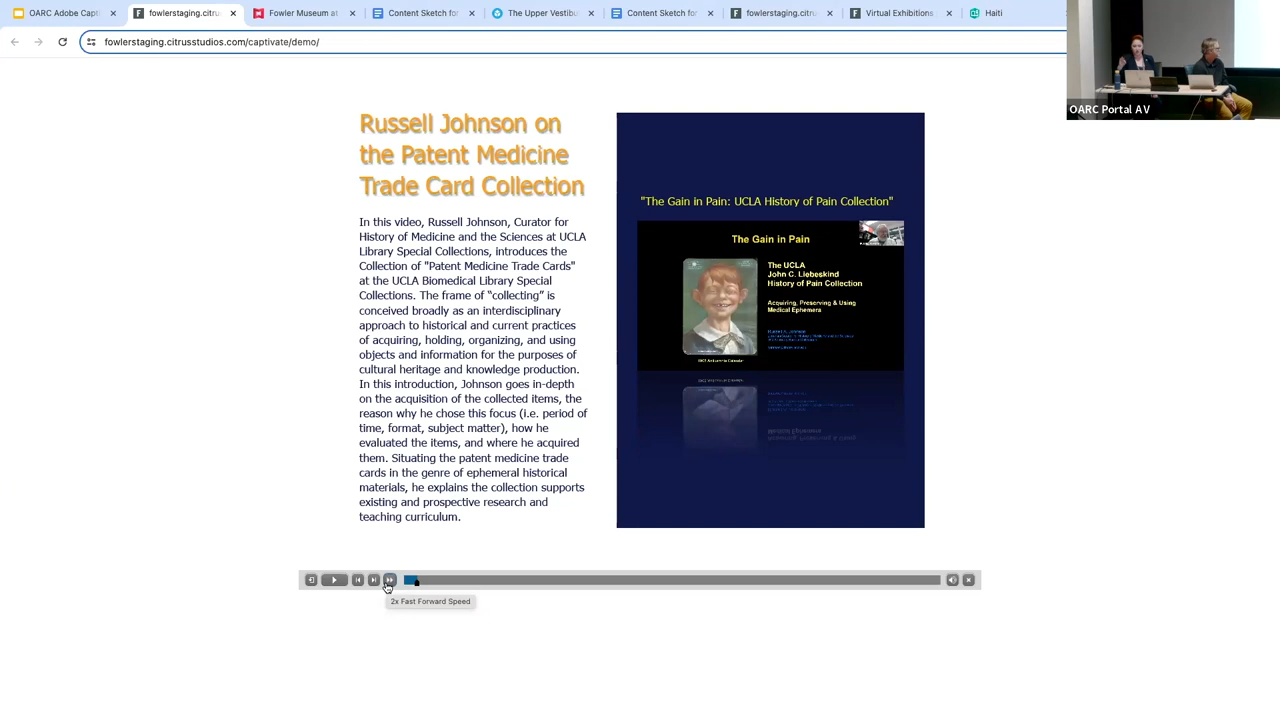 OARC Adobe Capti
fowlerstaging.citrus
Fowler Museum at
Content Sketch for
The Upper Vestibu
Content Sketch for
fowlerstaging.citru
Virtual Exhibitions
Haiti
fowlerstaging.citrusstudios.com/captivate/demo/
OARC Portal AV
Russell Johnson on
the Patent Medicine
Trade Card Collection
In this video, Russell Johnson, Curator for
History of Medicine and the Sciences at UCLA
Library Special Collections, introduces the
Collection of "Patent Medicine Trade Cards"
at the UCLA Biomedical Library Special
Collections. The frame of “collecting” is
conceived broadly as an interdisciplinary
approach to historical and current practices
of acquiring, holding, organizing, and using
objects and information for the purposes of
cultural heritage and knowledge production.
In this introduction, Johnson goes in-depth
on the acquisition of the collected items, the
reason why he chose this focus (i.e. period of
time, format, subject matter), how he
evaluated the items, and where he acquired
them. Situating the patent medicine trade
cards in the genre of ephemeral historical
materials, he explains the collection supports
existing and prospective research and
teaching curriculum.
"The Gain in Pain: UCLA History of Pain Collection"
The Gain in Pain
The UCLA
John C. Liebeskind
History of Pain Collection
Acquiring, Preserving & Using
Medical Ephemera
2x Fast Forward Speed